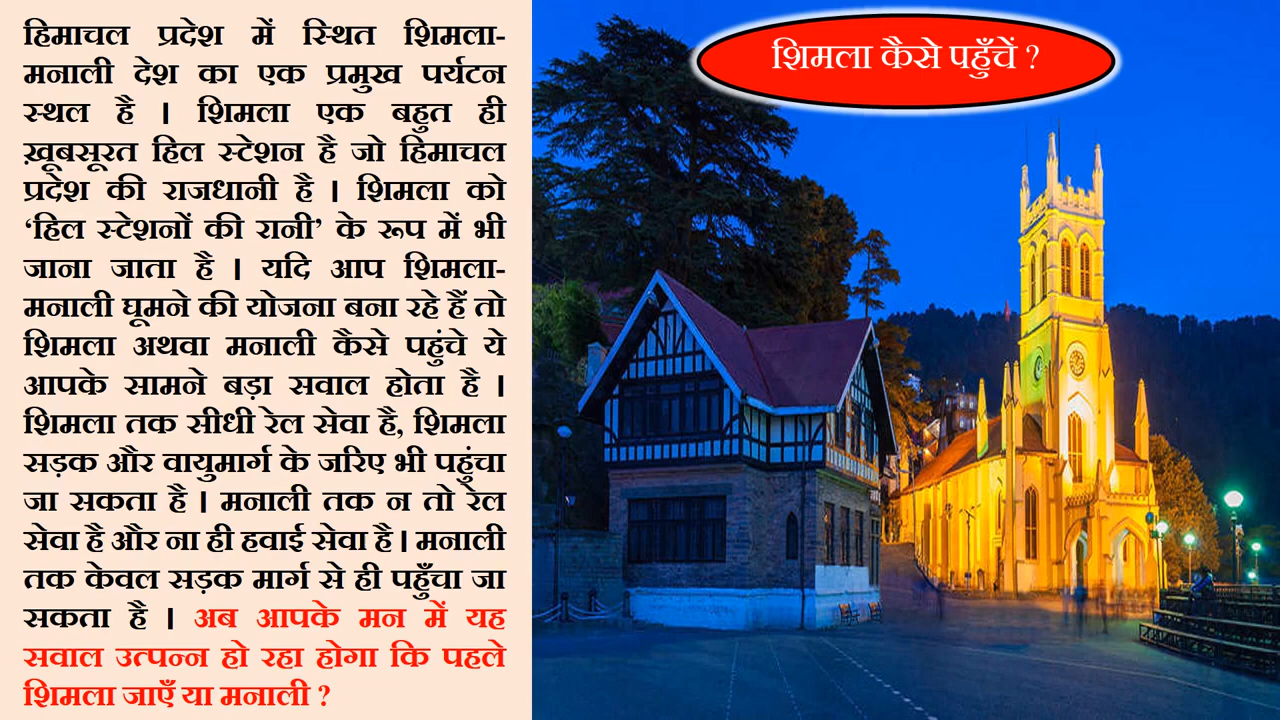 हिमाचल प्रदेश में स्थित शिमला-
मनाली देश का एक प्रमुख पर्यटन
स्थल है । शिमला एक बहुत ही
ख़ूबसूरत हिल स्टेशन है जो हिमाचल
प्रदेश की राजधानी है । शिमला को
‘हिल स्टेशनों की रानी’ के रूप में भी
जाना जाता है । यदि आप शिमला-
मनाली घूमने की योजना बना रहे हैं तो
शिमला अथवा मनाली कैसे पहुंचे ये
आपके सामने बड़ा सवाल होता है ।
शिमला तक सीधी रेल सेवा है, शिमला
सड़क और वायुमार्ग के जरिए भी पहुंचा
जा सकता है । मनाली तक न तो रेल
सेवा है और ना ही हवाई सेवा है । मनाली
तक केवल सड़क मार्ग से ही पहुँचा जा
सकता है । अब आपके मन में यह
सवाल उत्पन्न हो रहा होगा कि पहले
शिमला जाएँ या मनाली ?
शिमला कैसे पहुँचें ?